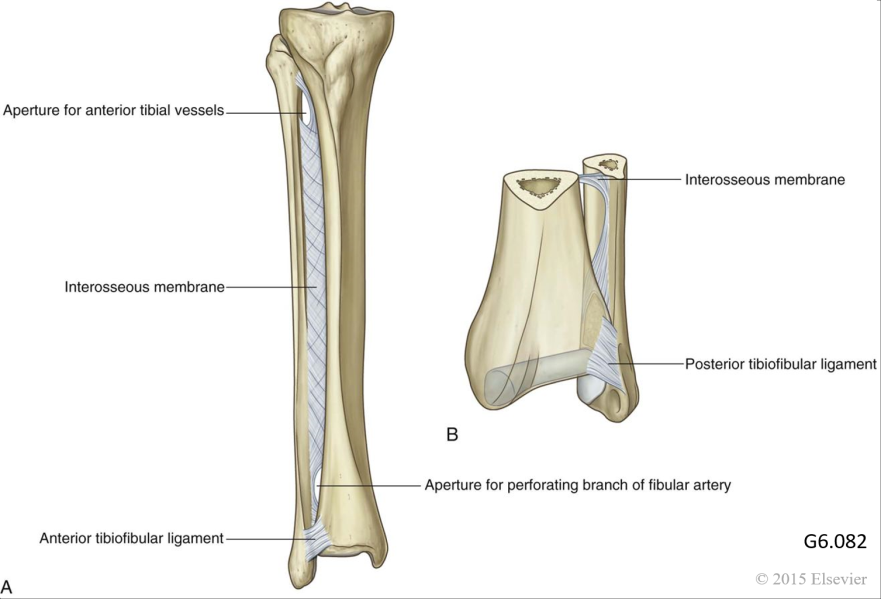 Aperture for anterior tibial vessels
Interosseous membrane
Interosseous membrane
Posterior tibiofibular ligament
B
Aperture for perforating branch of fibular artery
Anterior tibiofibular ligament
G6.082
A
© 2015 Elsevier